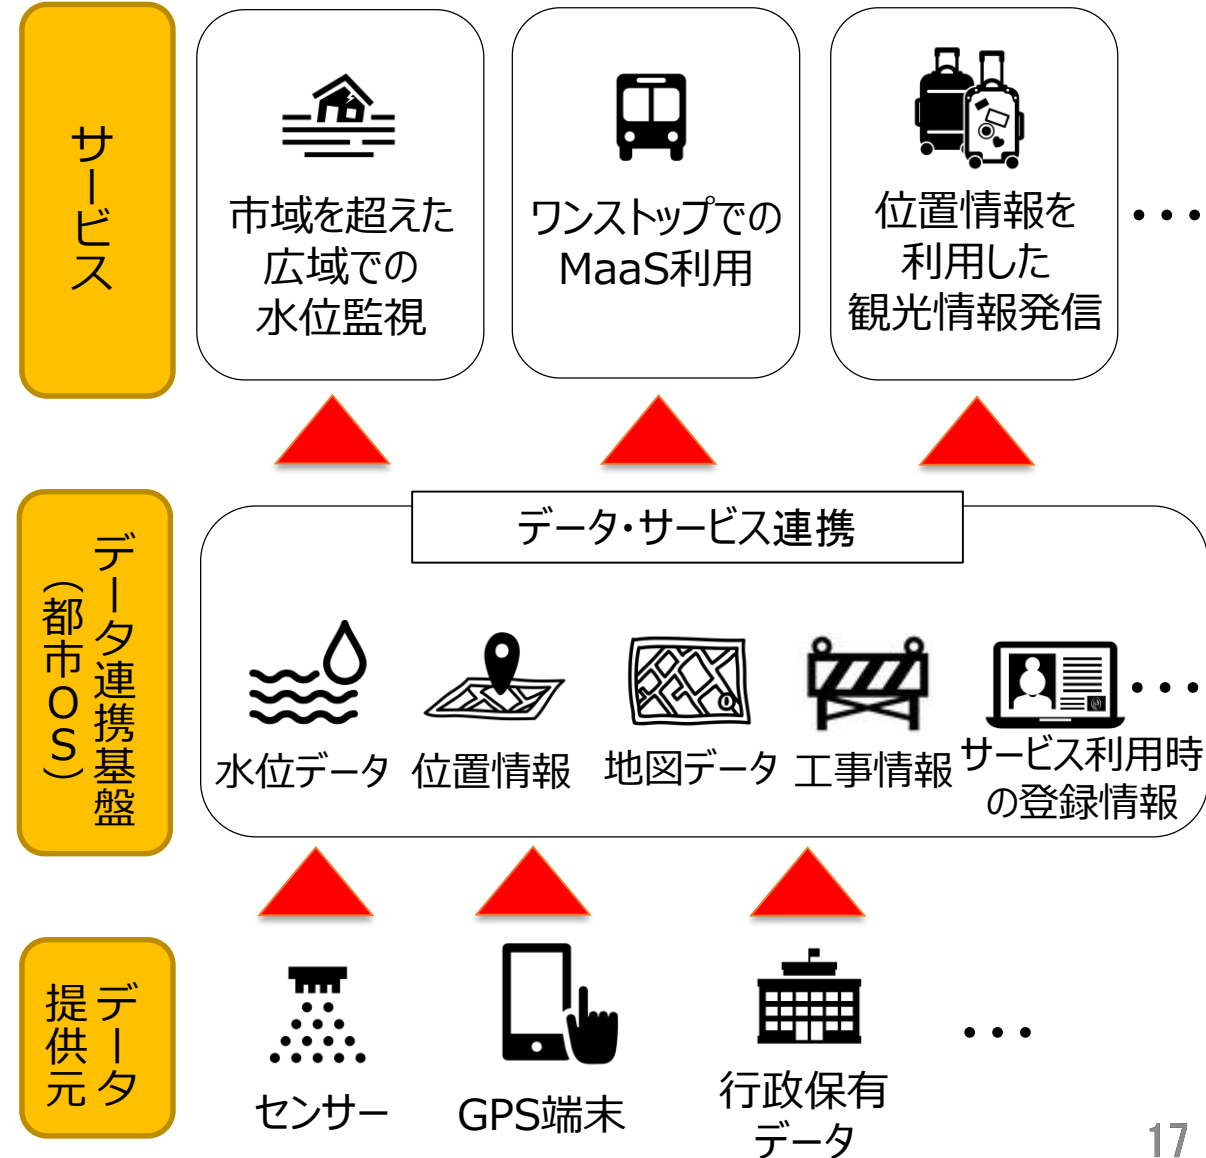 サービス
市域を超えた
広域での
水位監視
ワンストップでの
MaaS利用
位置情報を
利用した
観光情報発信
・・・
データ連携基盤
（都市OS）
データ・サービス連携
水位データ
位置情報
地図データ
工事情報
サービス利用時
の登録情報
・・・
データ
提供元
センサー
GPS端末
行政保有
データ
・・・
17